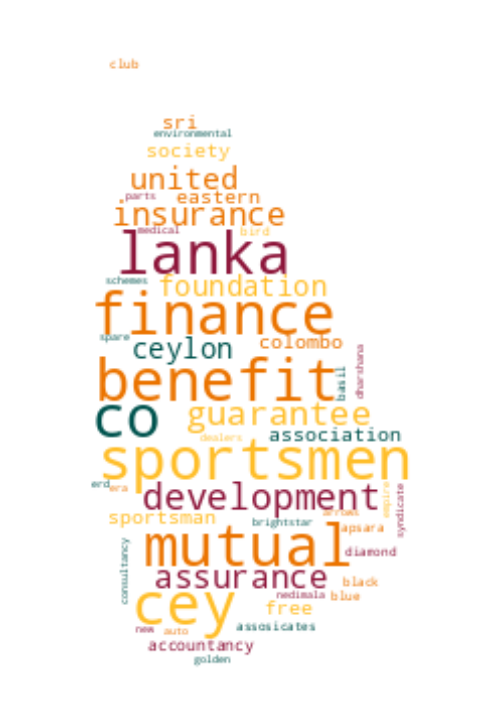 club
sri
environmental
society
united
parts eastern
insurance
medical bird
lanka
schemes foundation
finance
spare colombo
ceylon
dharshana
benefit basil
co guarantee
dealers association
sportsmen
erd era
development empire syndicate
sportsman arrows
brightstar apsara
mutual diamond
consultancy
assurance black
nedimala blue
cey free
new auto assosicates
accountancy
golden